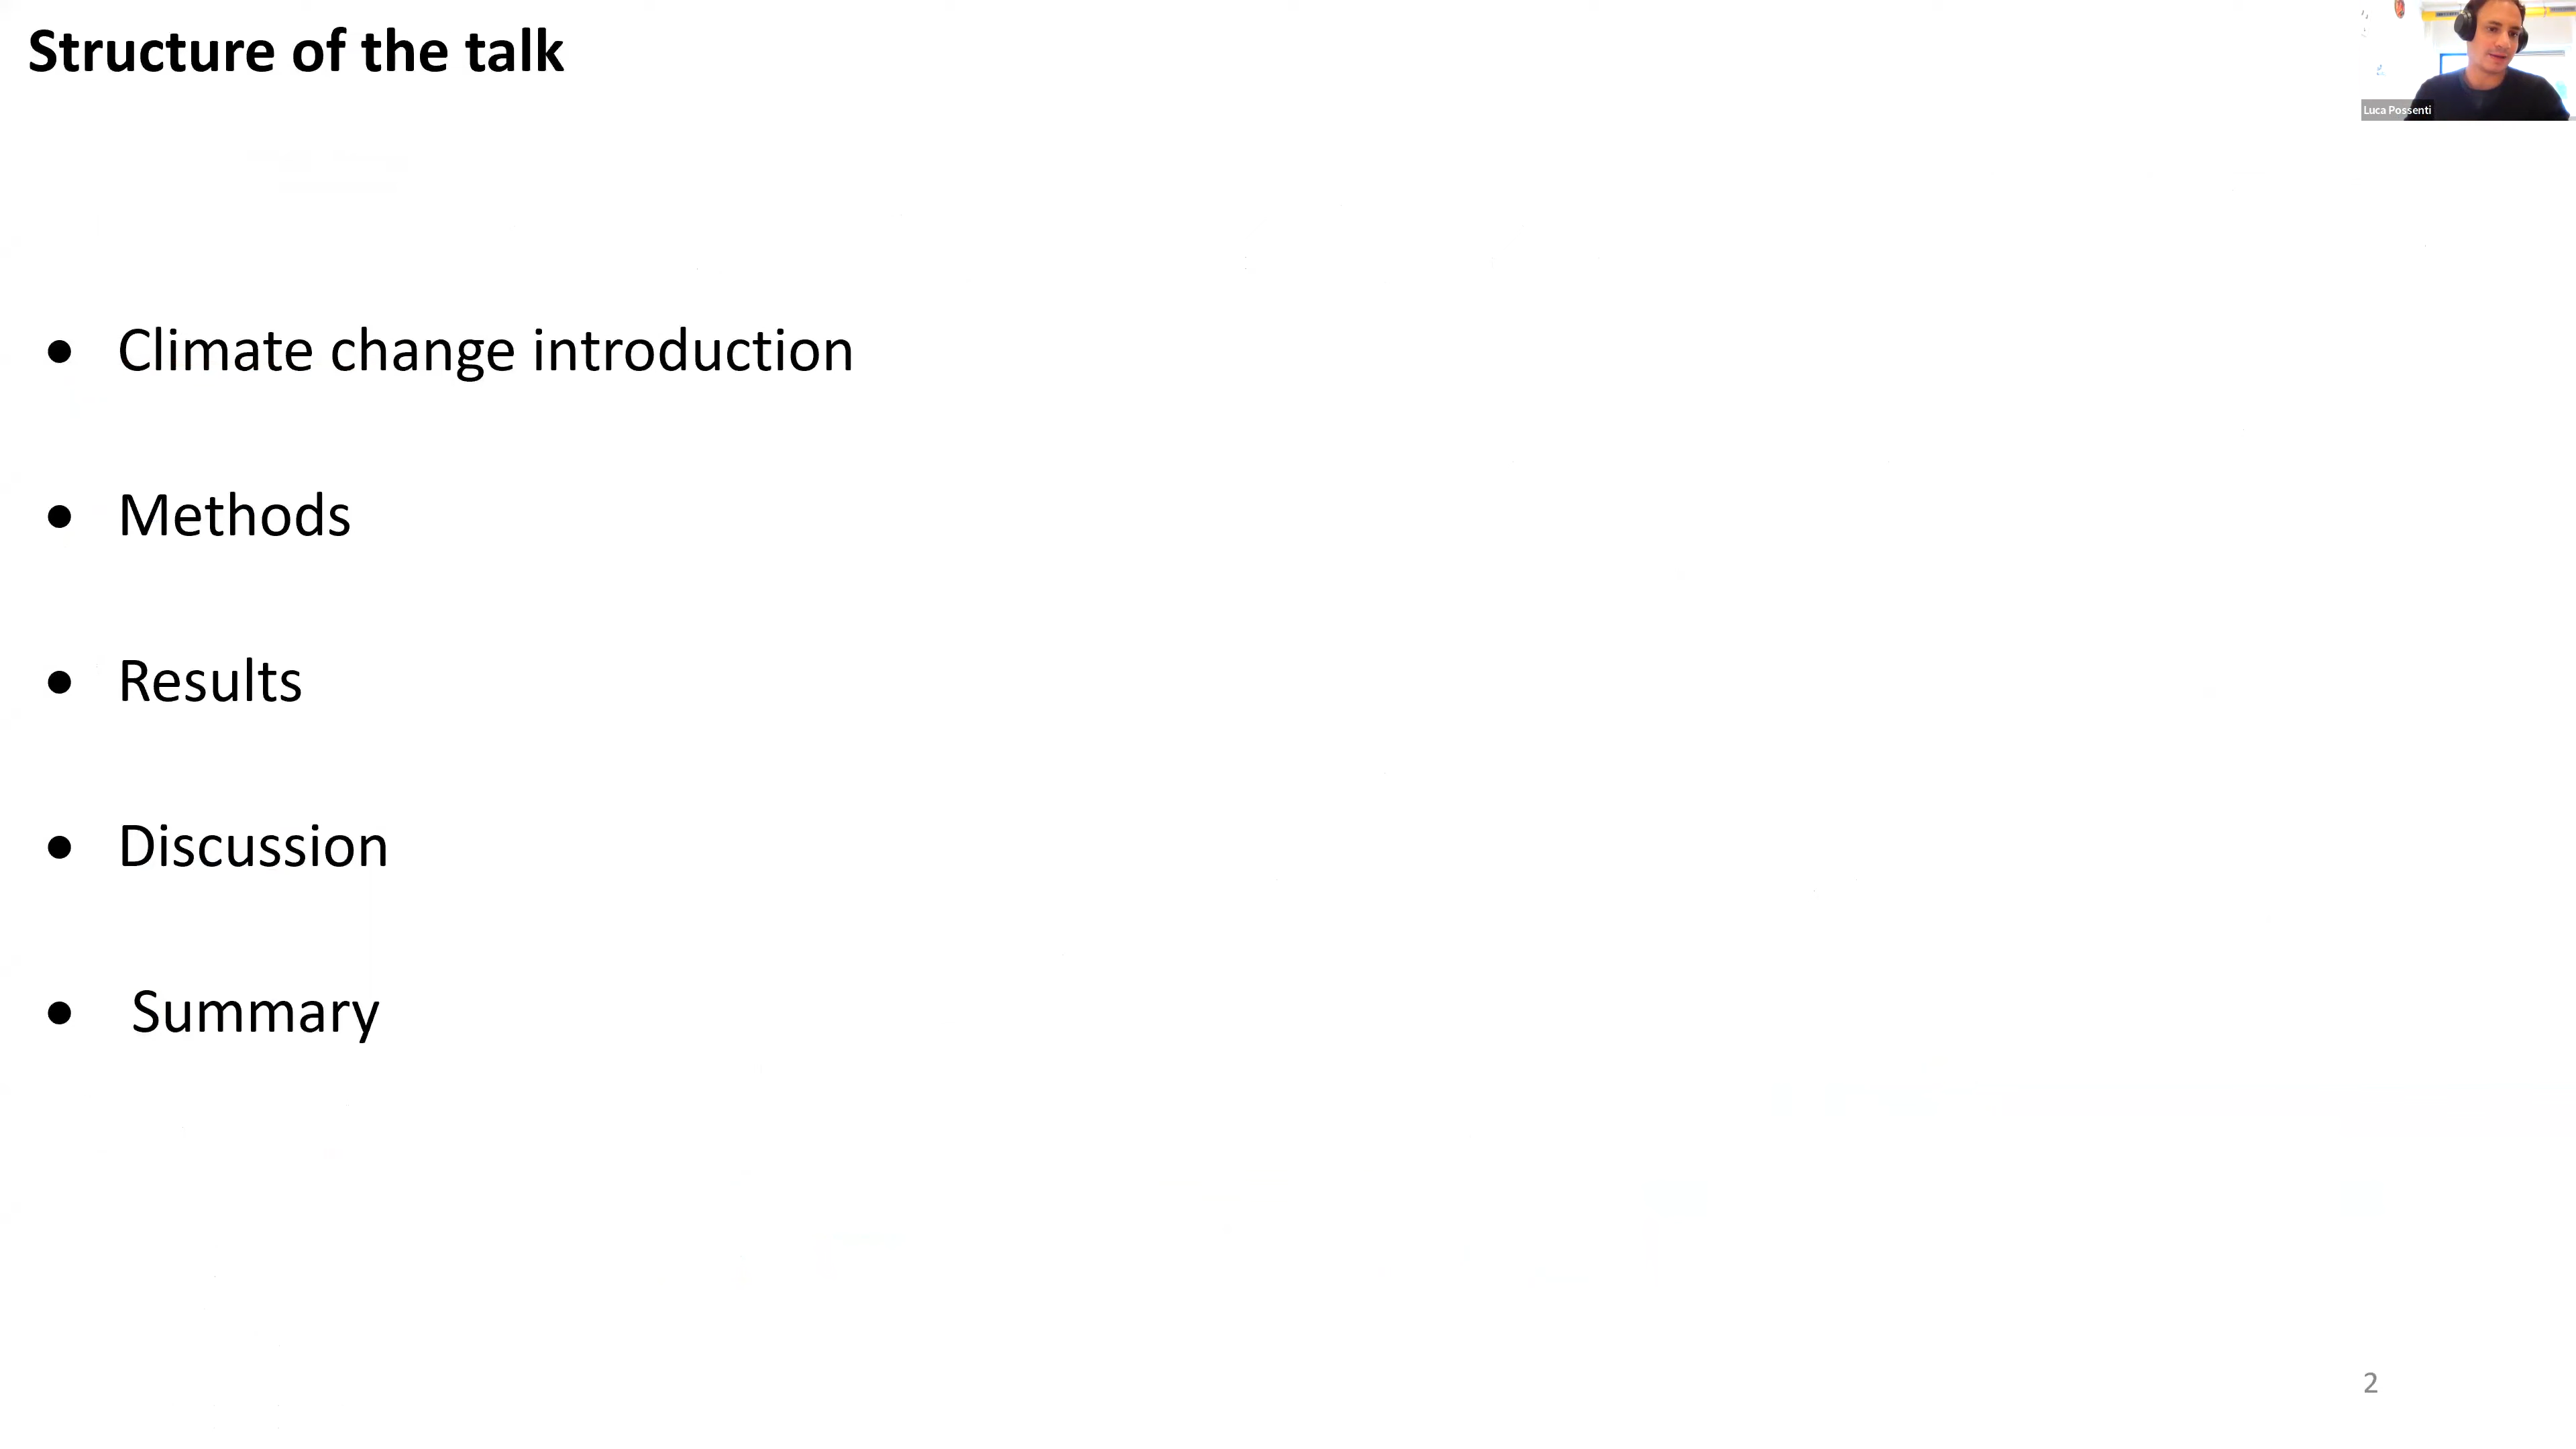 Structure of the talk
Luca Possenti
● Climate change introduction
● Methods
● Results
● Discussion
● Summary
2